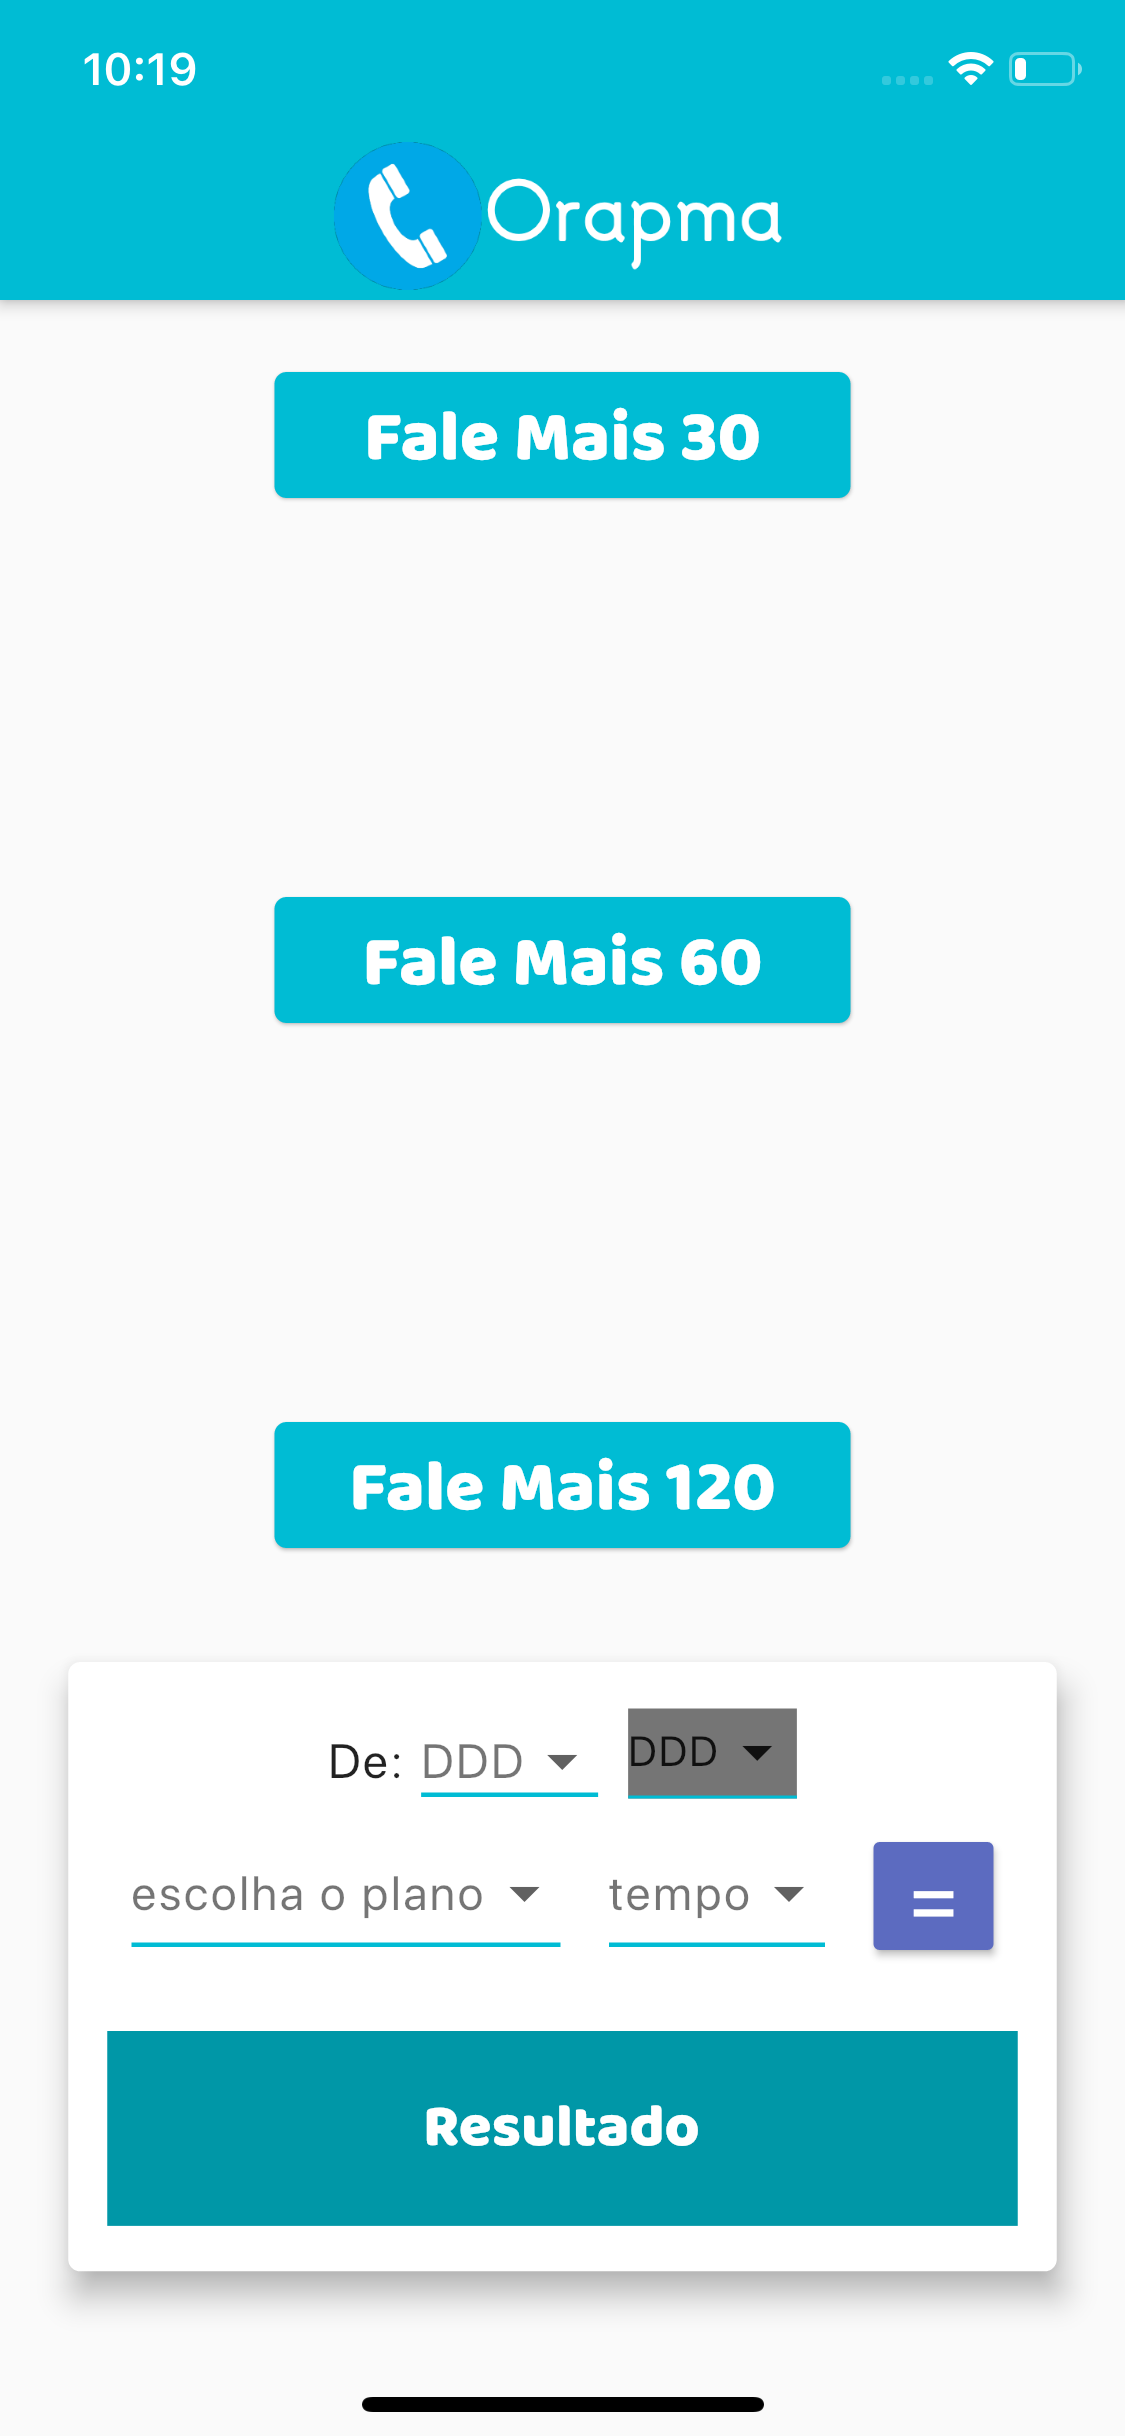 10:19
Orapma
Fale Mais 30
Fale Mais 60
Fale Mais 120
De: DDD DDD
escolha o plano tempo =
Resultado